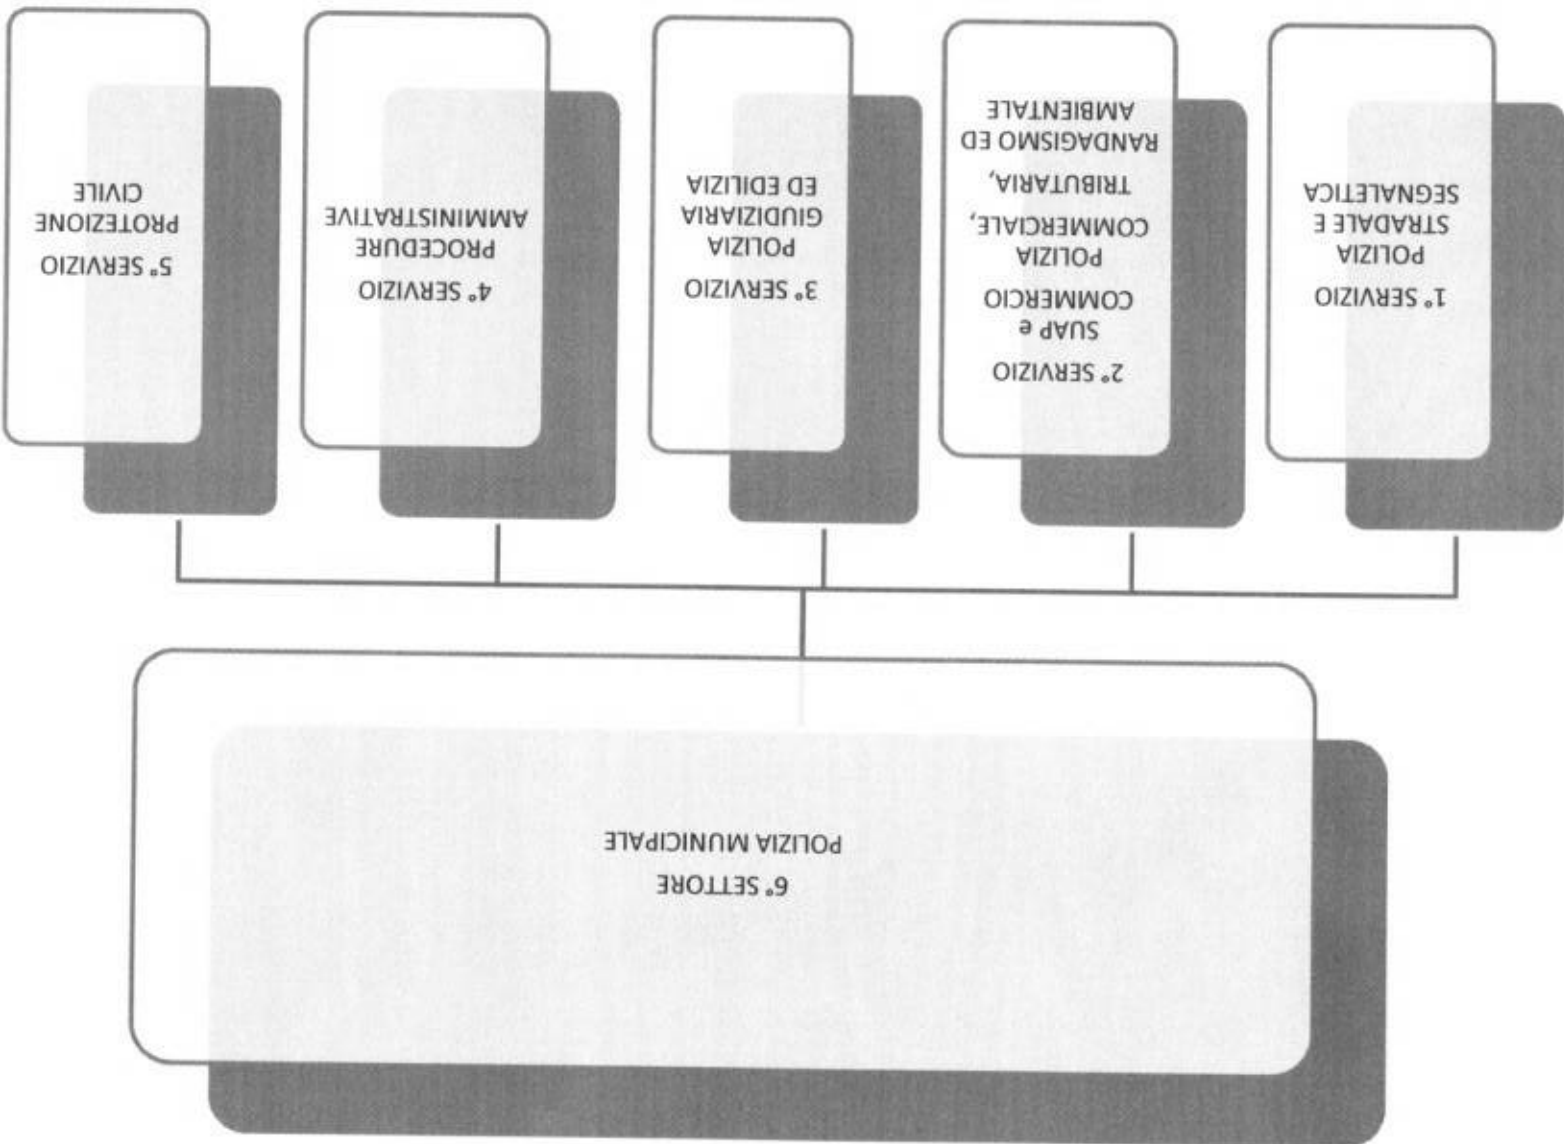 6° SETTORE
POLIZIA MUNICIPALE
1° SERVIZIO
POLIZIA
STRADALE E
SEGNALETICA
2° SERVIZIO
SUAP e
COMMERCIO
POLIZIA
COMMERCIALE,
TRIBUTARIA,
RANDAGISMO ED
AMBIENTALE
3° SERVIZIO
POLIZIA
GIUDIZIARIA
ED EDILIZIA
4° SERVIZIO
PROCEDURE
AMMINISTRATIVE
5° SERVIZIO
PROTEZIONE
CIVILE